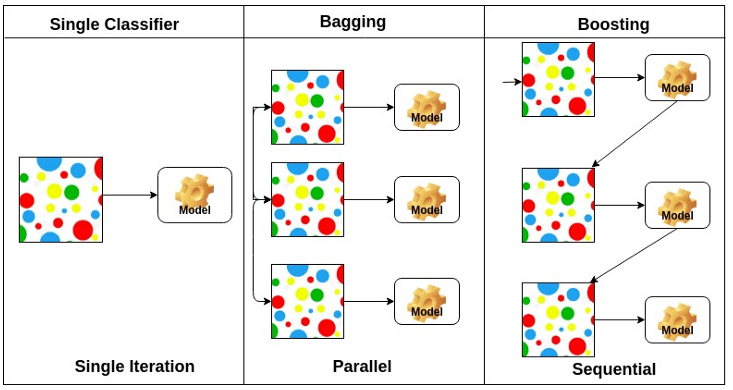 Single Classifier
Bagging
Boosting
Model
Model
Model
Model
Model
Model
Model
Single Iteration
Parallel
Sequential